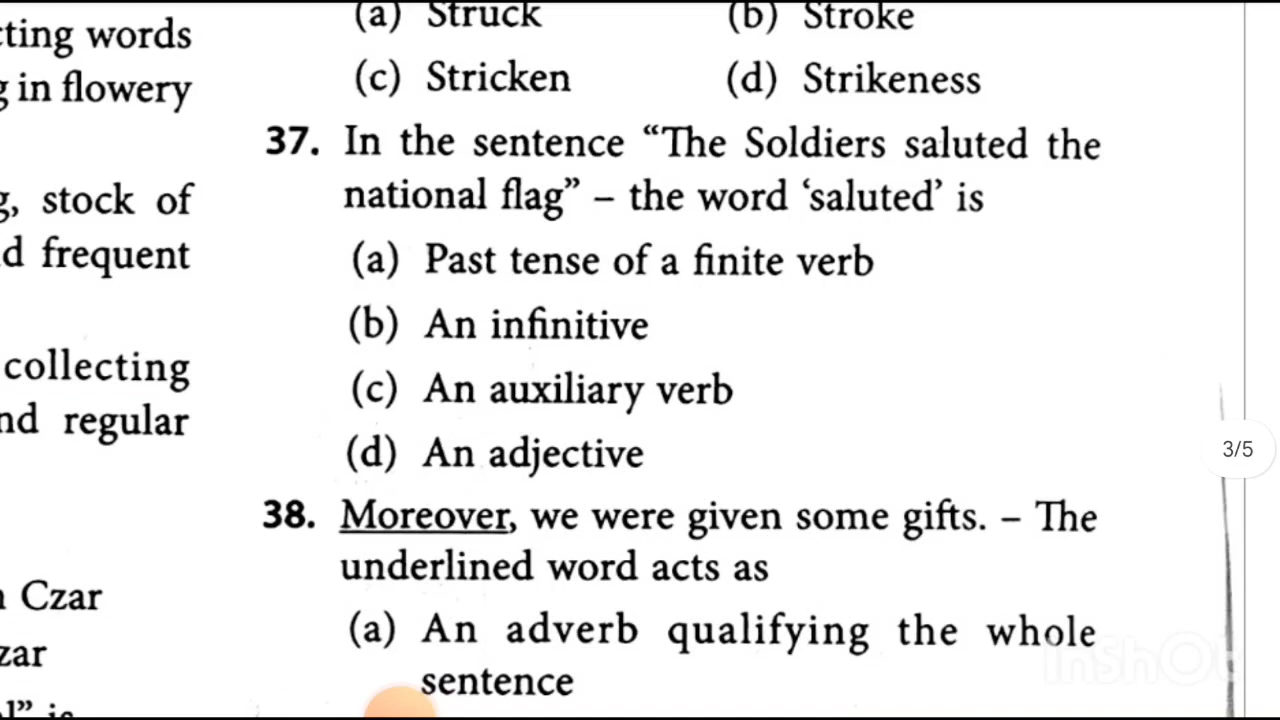 cting words
g in flowery
g, stock of
d frequent
collecting
nd regular
n Czar
zar
(a) Struck (b) Stroke
(c) Stricken (d) Strikeness
37. In the sentence “The Soldiers saluted the
national flag” – the word ‘saluted’ is
(a) Past tense of a finite verb
(b) An infinitive
(c) An auxiliary verb
(d) An adjective
38. Moreover, we were given some gifts. – The
underlined word acts as
(a) An adverb qualifying the whole
sentence
3/5
InShOt